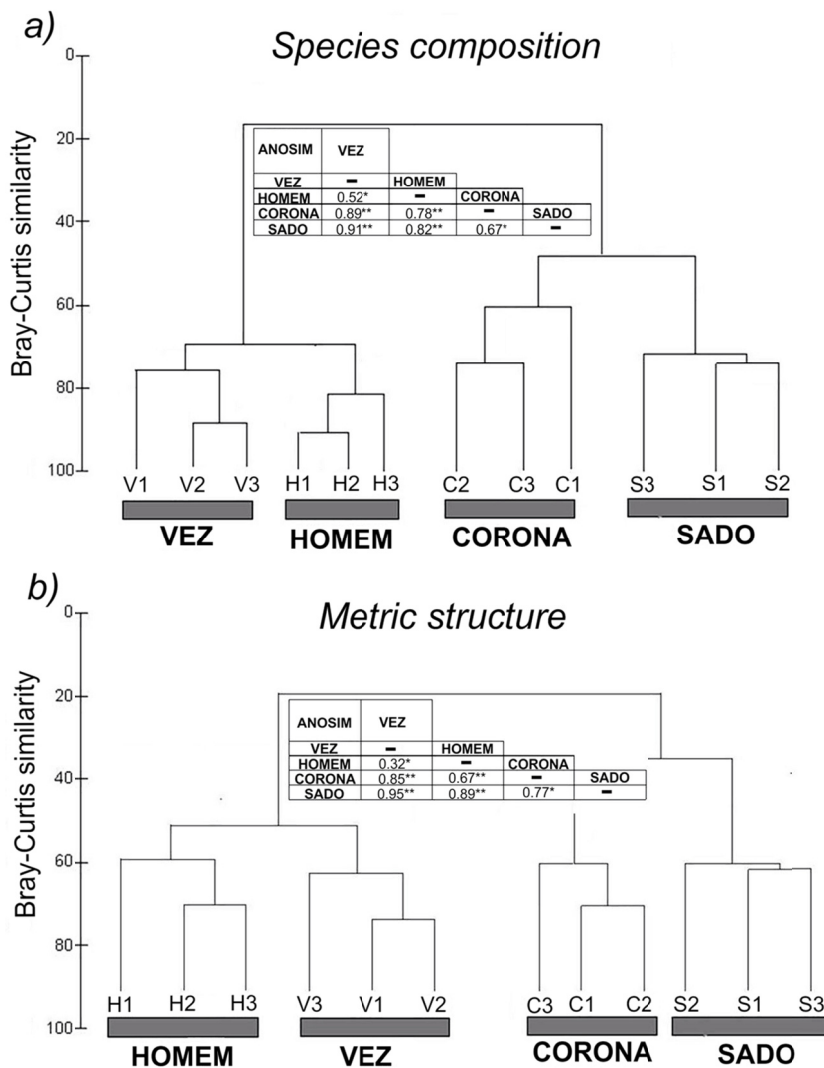 a)
Species composition
Bray-Curtis similarity
0
20
40
60
80
100
ANOSIM VEZ
VEZ - HOMEM
HOMEM 0.52* - CORONA
CORONA 0.89** 0.78** - SADO
SADO 0.91** 0.82** 0.67* -
V1 V2 V3 H1 H2 H3 C2 C3 C1 S3 S1 S2
VEZ HOMEM CORONA SADO
b)
Metric structure
Bray-Curtis similarity
0
20
40
60
80
100
ANOSIM VEZ
VEZ - HOMEM
HOMEM 0.32* - CORONA
CORONA 0.85** 0.67** - SADO
SADO 0.95** 0.89** 0.77* -
H1 H2 H3 V3 V1 V2 C3 C1 C2 S2 S1 S3
HOMEM VEZ CORONA SADO